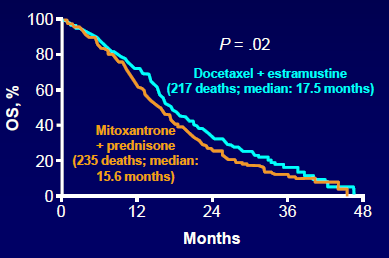 100
80
60
40
20
0
OS, %
P = .02
Docetaxel + estramustine
(217 deaths; median: 17.5 months)
Mitoxantrone
+ prednisone
(235 deaths; median:
15.6 months)
0
12
24
36
48
Months